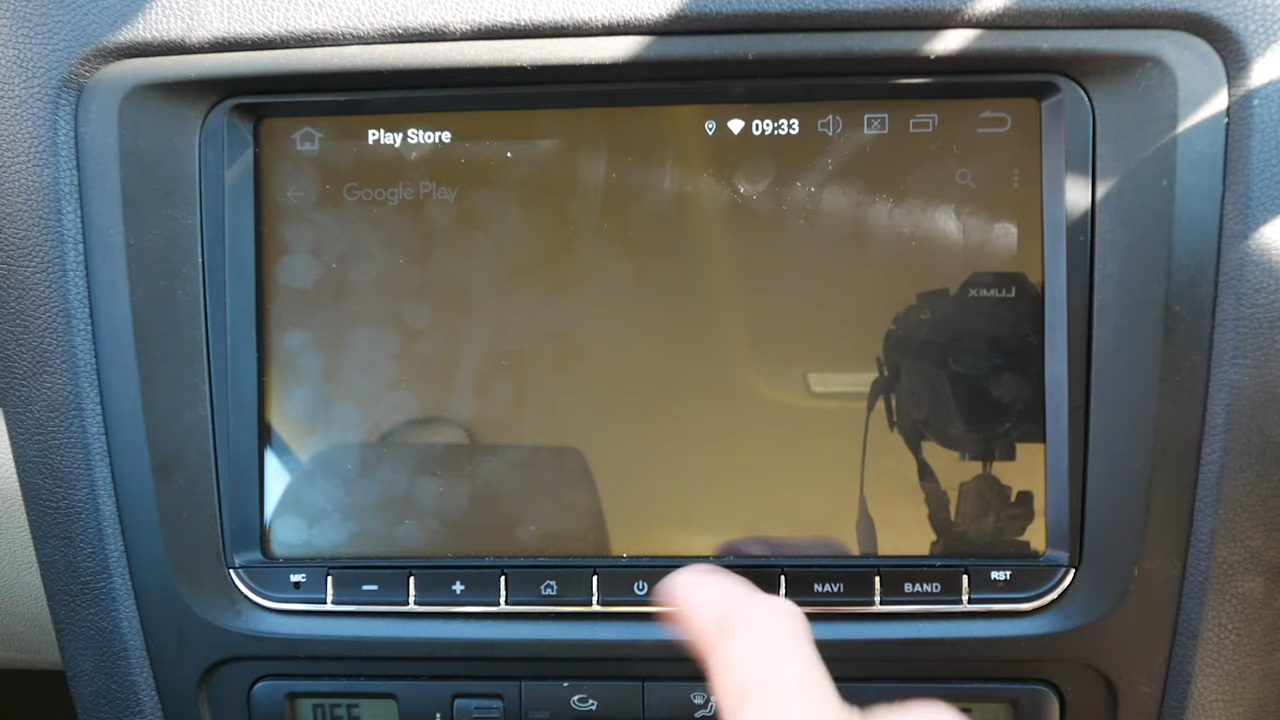 Play Store
09:33
Google Play
LUMIX
MIC
NAVI
BAND
RST
OFF